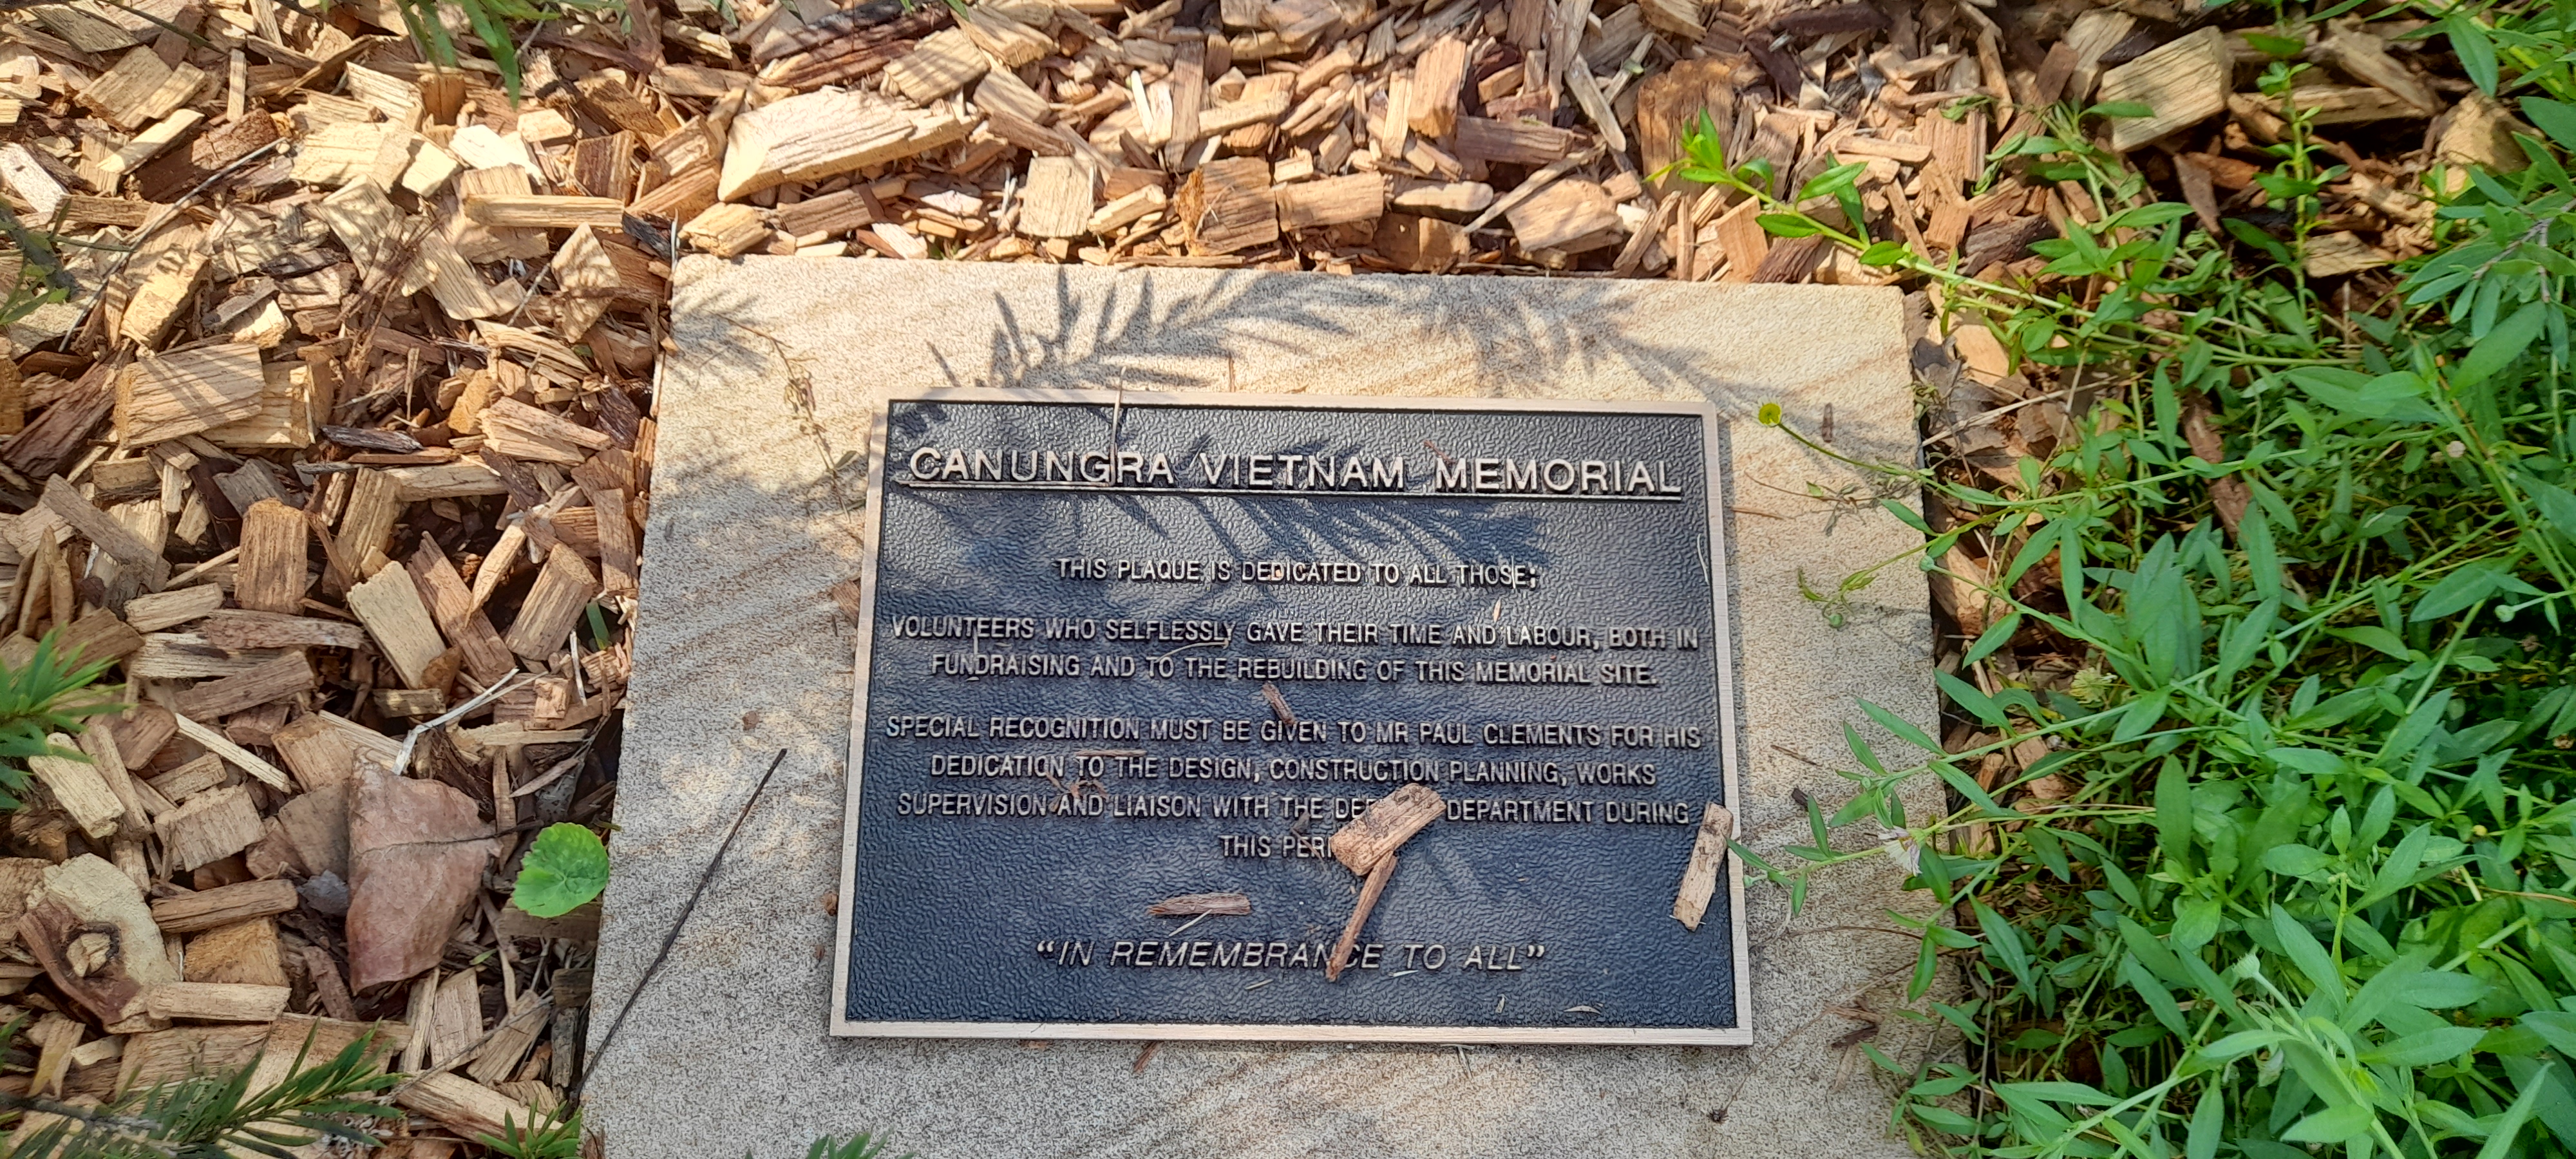 CANUNGRA VIETNAM MEMORIAL
THIS PLAQUE IS DEDICATED TO ALL THOSE;
VOLUNTEERS WHO SELFLESSLY GAVE THEIR TIME AND LABOUR, BOTH IN
FUNDRAISING AND TO THE REBUILDING OF THIS MEMORIAL SITE.
SPECIAL RECOGNITION MUST BE GIVEN TO MR PAUL CLEMENTS FOR HIS
DEDICATION TO THE DESIGN, CONSTRUCTION PLANNING, WORKS
SUPERVISION AND LIAISON WITH THE DEPARTMENT DURING
THIS
"IN REMEMBRANCE TO ALL"